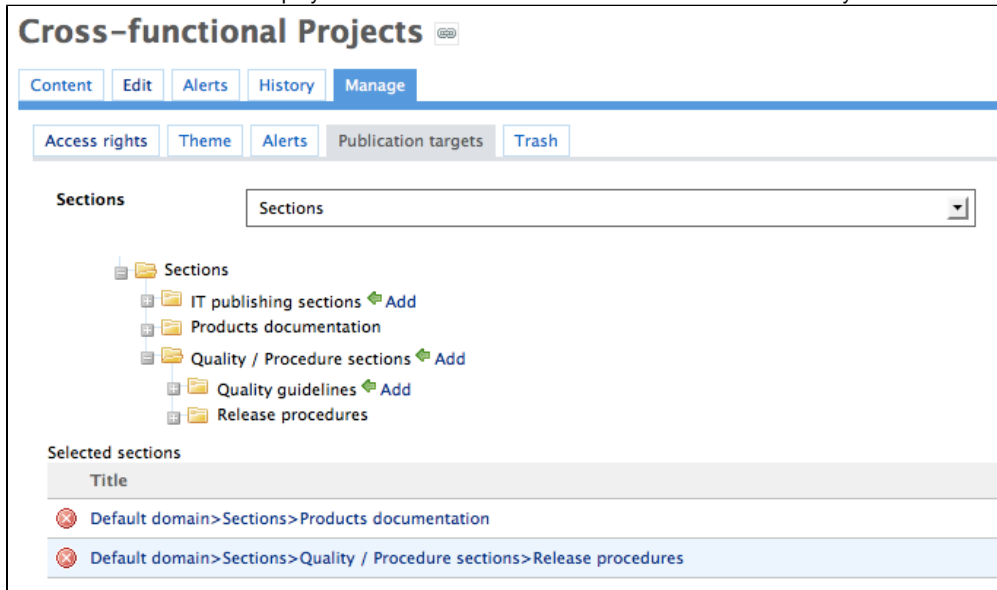 Cross-functional Projects
Content Edit Alerts History Manage
Access rights Theme Alerts Publication targets Trash
Sections Sections
Sections
IT publishing sections Add
Products documentation
Quality / Procedure sections Add
Quality guidelines Add
Release procedures
Selected sections
Title
Default domain>Sections>Products documentation
Default domain>Sections>Quality / Procedure sections>Release procedures